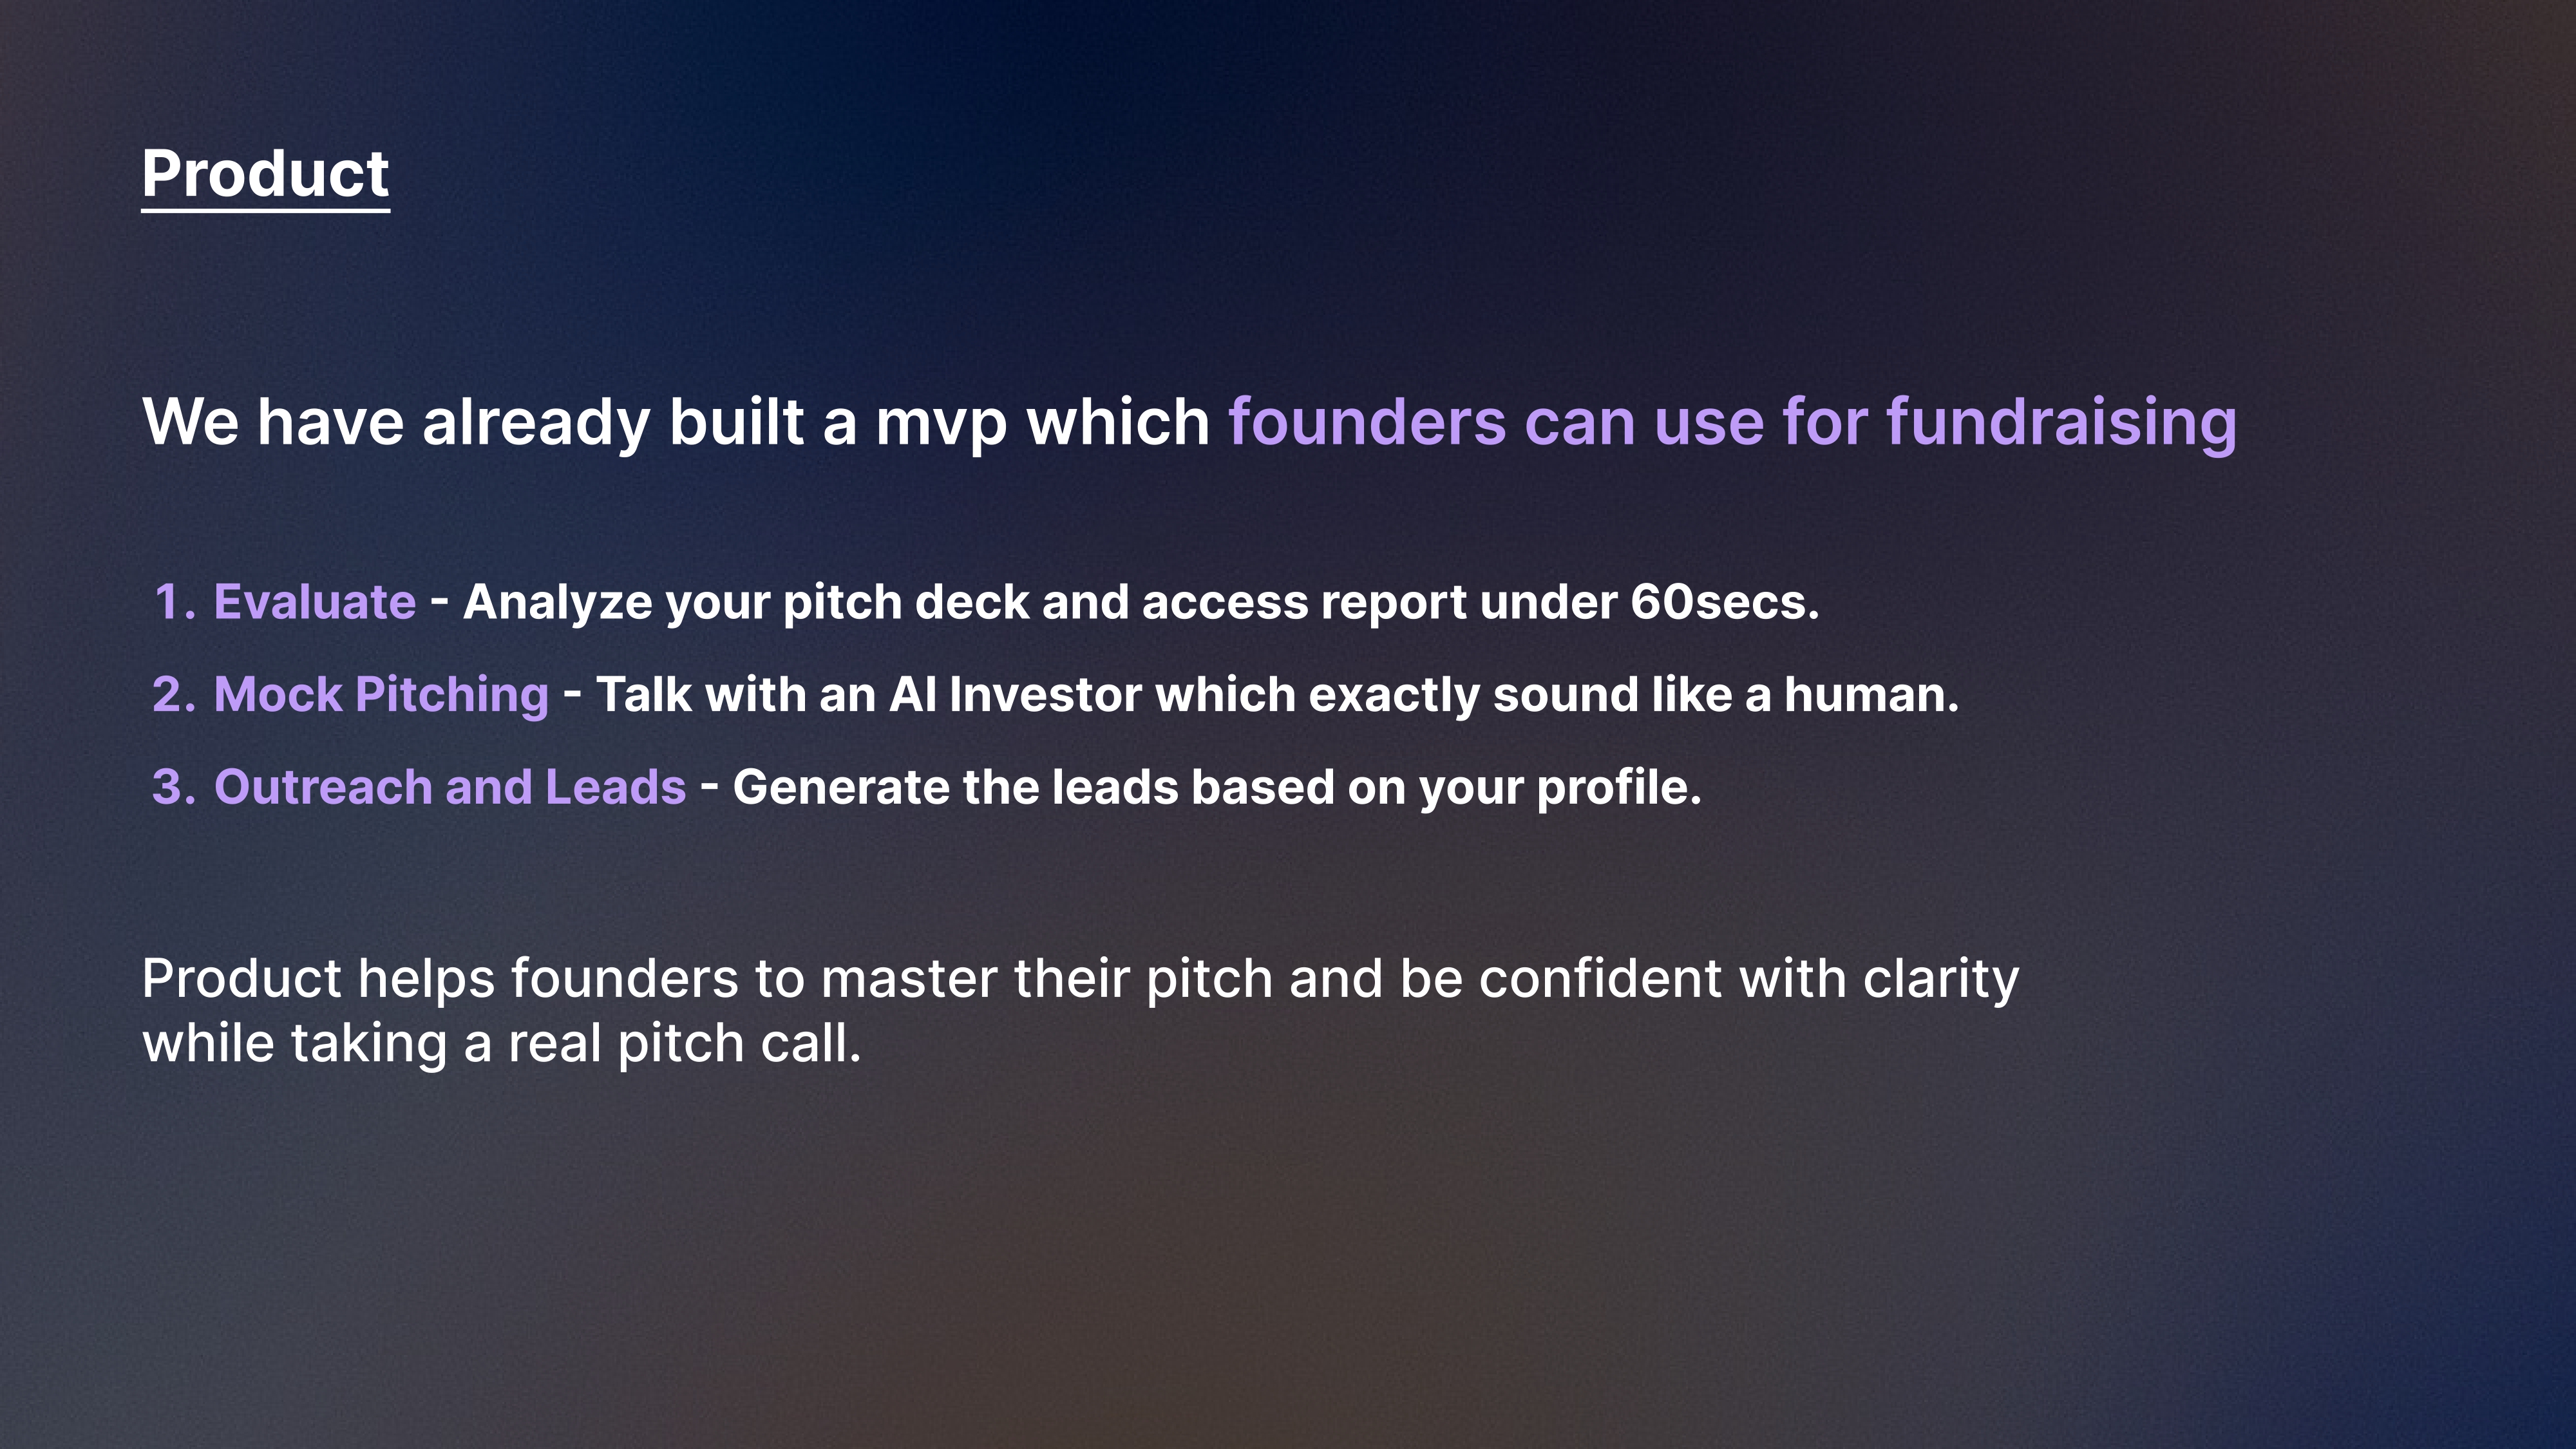 Product
We have already built a mvp which founders can use for fundraising
1. Evaluate - Analyze your pitch deck and access report under 60secs.
2. Mock Pitching - Talk with an AI Investor which exactly sound like a human.
3. Outreach and Leads - Generate the leads based on your profile.
Product helps founders to master their pitch and be confident with clarity
while taking a real pitch call.